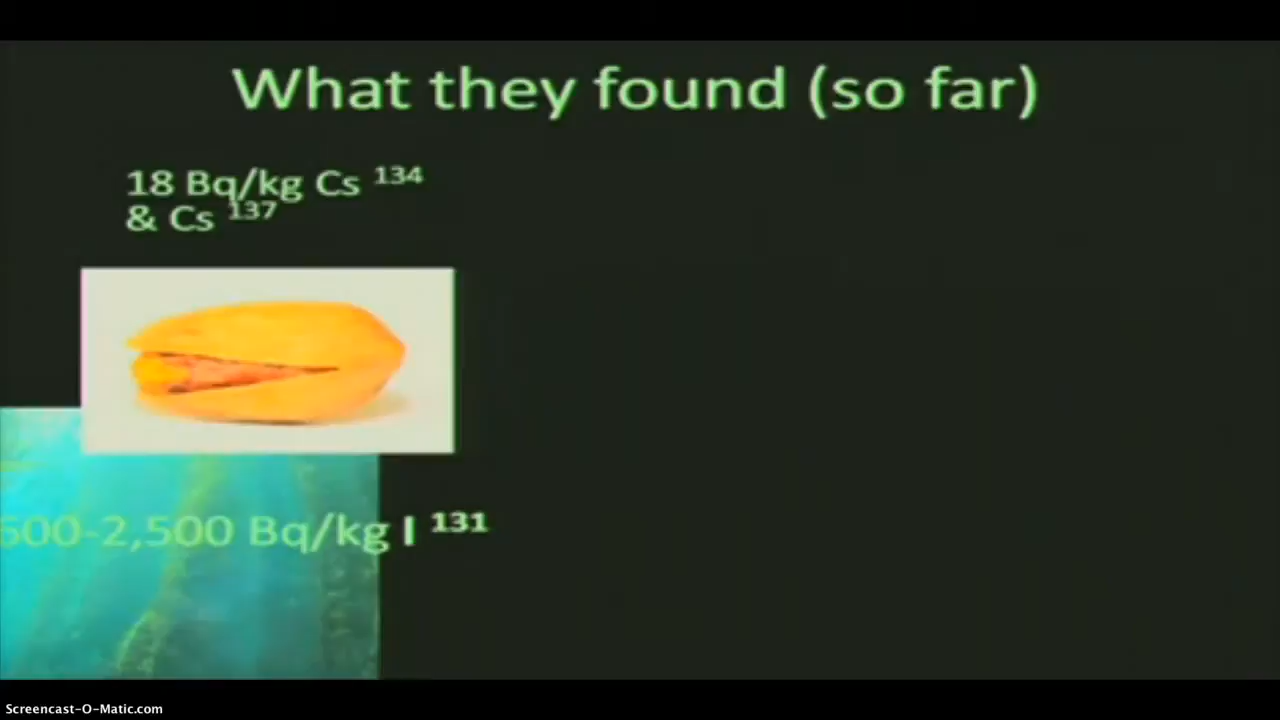 What they found (so far)
18 Bq/kg Cs 134
& Cs 137
500-2,500 Bq/kg I 131
Screencast-O-Matic.com